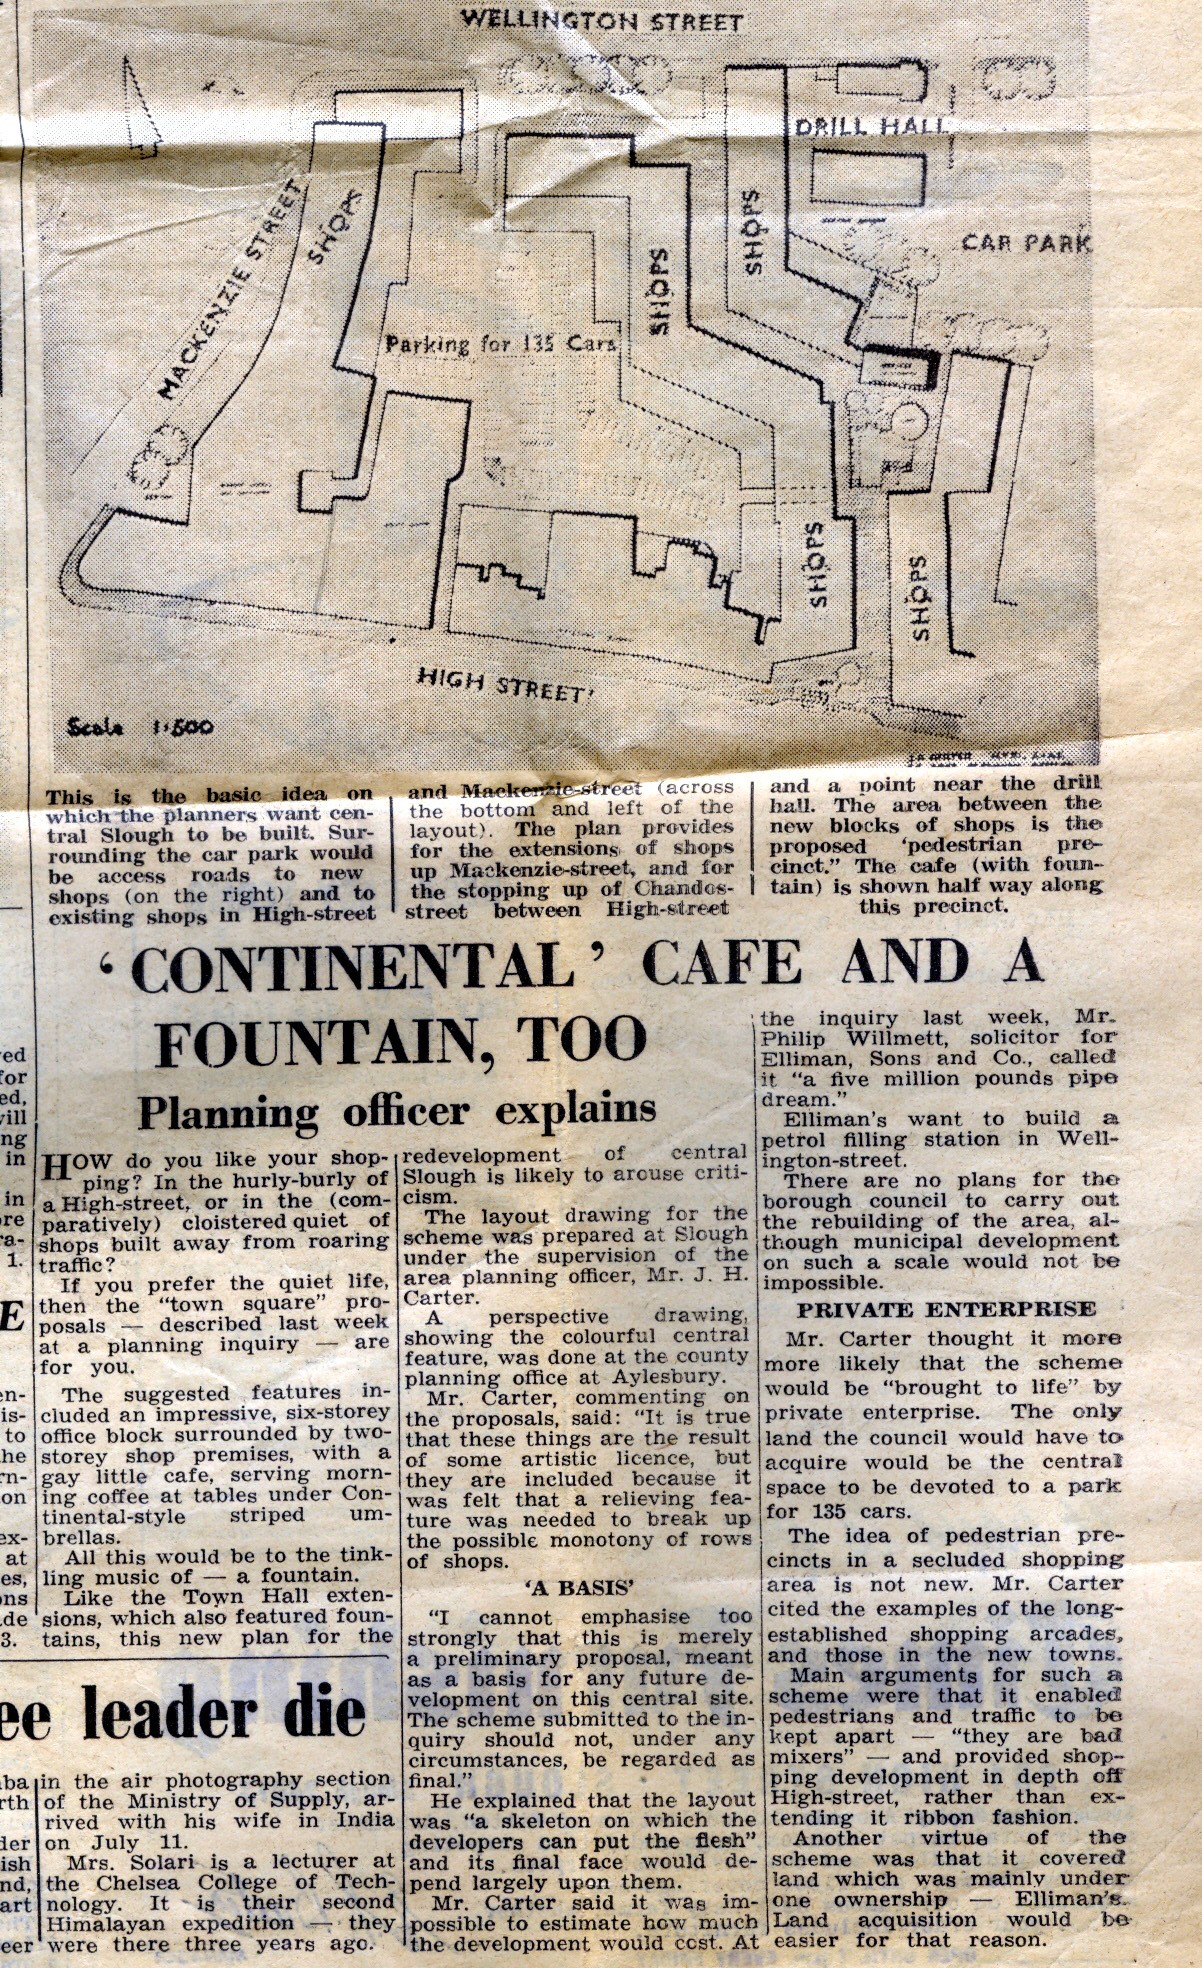 WELLINGTON STREET
DRILL HALL
MACKENZIE STREET
SHOPS
SHOPS
SHOPS
CAR PARK
Parking for 135 Cars
SHOPS
SHOPS
HIGH STREET
Scale 1:500
This is the basic idea on
which the planners want cen-
tral Slough to be built. Sur-
rounding the car park would
be access roads to new
shops (on the right) and to
existing shops in High-street
and Mackenzie-street (across
the bottom and left of the
layout). The plan provides
for the extensions of shops
up Mackenzie-street, and for
the stopping up of Chandos-
street between High-street
and a point near the drill
hall. The area between the
new blocks of shops is the
proposed 'pedestrian pre-
cinct." The cafe (with foun-
tain) is shown half way along
this precinct.
'CONTINENTAL' CAFE AND A
FOUNTAIN, TOO
Planning officer explains
HOW do you like your shop-
ping? In the hurly-burly of
a High-street, or in the (com-
paratively) cloistered quiet of
shops built away from roaring
traffic?
If you prefer the quiet life,
then the "town square" pro-
posals — described last week
at a planning inquiry — are
for you.
The suggested features in-
cluded an impressive, six-storey
office block surrounded by two-
storey shop premises, with a
gay little cafe, serving morn-
ing coffee at tables under Con-
tinental-style striped um-
brellas.
All this would be to the tink-
ling music of — a fountain.
Like the Town Hall exten-
sions, which also featured foun-
tains, this new plan for the
redevelopment of central
Slough is likely to arouse criti-
cism.
The layout drawing for the
scheme was prepared at Slough
under the supervision of the
area planning officer, Mr. J. H.
Carter.
A perspective drawing,
showing the colourful central
feature, was done at the county
planning office at Aylesbury.
Mr. Carter, commenting on
the proposals, said: "It is true
that these things are the result
of some artistic licence, but
they are included because it
was felt that a relieving fea-
ture was needed to break up
the possible monotony of rows
of shops.
'A BASIS'
"I cannot emphasise too
strongly that this is merely
a preliminary proposal, meant
as a basis for any future de-
velopment on this central site.
The scheme submitted to the in-
quiry should not, under any
circumstances, be regarded as
final."
He explained that the layout
was "a skeleton on which the
developers can put the flesh"
and its final face would de-
pend largely upon them.
Mr. Carter said it was im-
possible to estimate how much
the development would cost. At
the inquiry last week, Mr.
Philip Willmett, solicitor for
Elliman, Sons and Co., called
it "a five million pounds pipe
dream."
Elliman's want to build a
petrol filling station in Well-
ington-street.
There are no plans for the
borough council to carry out
the rebuilding of the area, al-
though municipal development
on such a scale would not be
impossible.
PRIVATE ENTERPRISE
Mr. Carter thought it more
more likely that the scheme
would be "brought to life" by
private enterprise. The only
land the council would have to
acquire would be the central
space to be devoted to a park
for 135 cars.
The idea of pedestrian pre-
cincts in a secluded shopping
area is not new. Mr. Carter
cited the examples of the long-
established shopping arcades,
and those in the new towns.
Main arguments for such a
scheme were that it enabled
pedestrians and traffic to be
kept apart — "they are bad
mixers" — and provided shop-
ping development in depth off
High-street, rather than ex-
tending it ribbon fashion.
Another virtue of the
scheme was that it covered
land which was mainly under
one ownership — Elliman's.
Land acquisition would be
easier for that reason.
ee leader die
in the air photography section
of the Ministry of Supply, ar-
rived with his wife in India
on July 11.
Mrs. Solari is a lecturer at
the Chelsea College of Tech-
nology. It is their second
Himalayan expedition — they
were there three years ago.